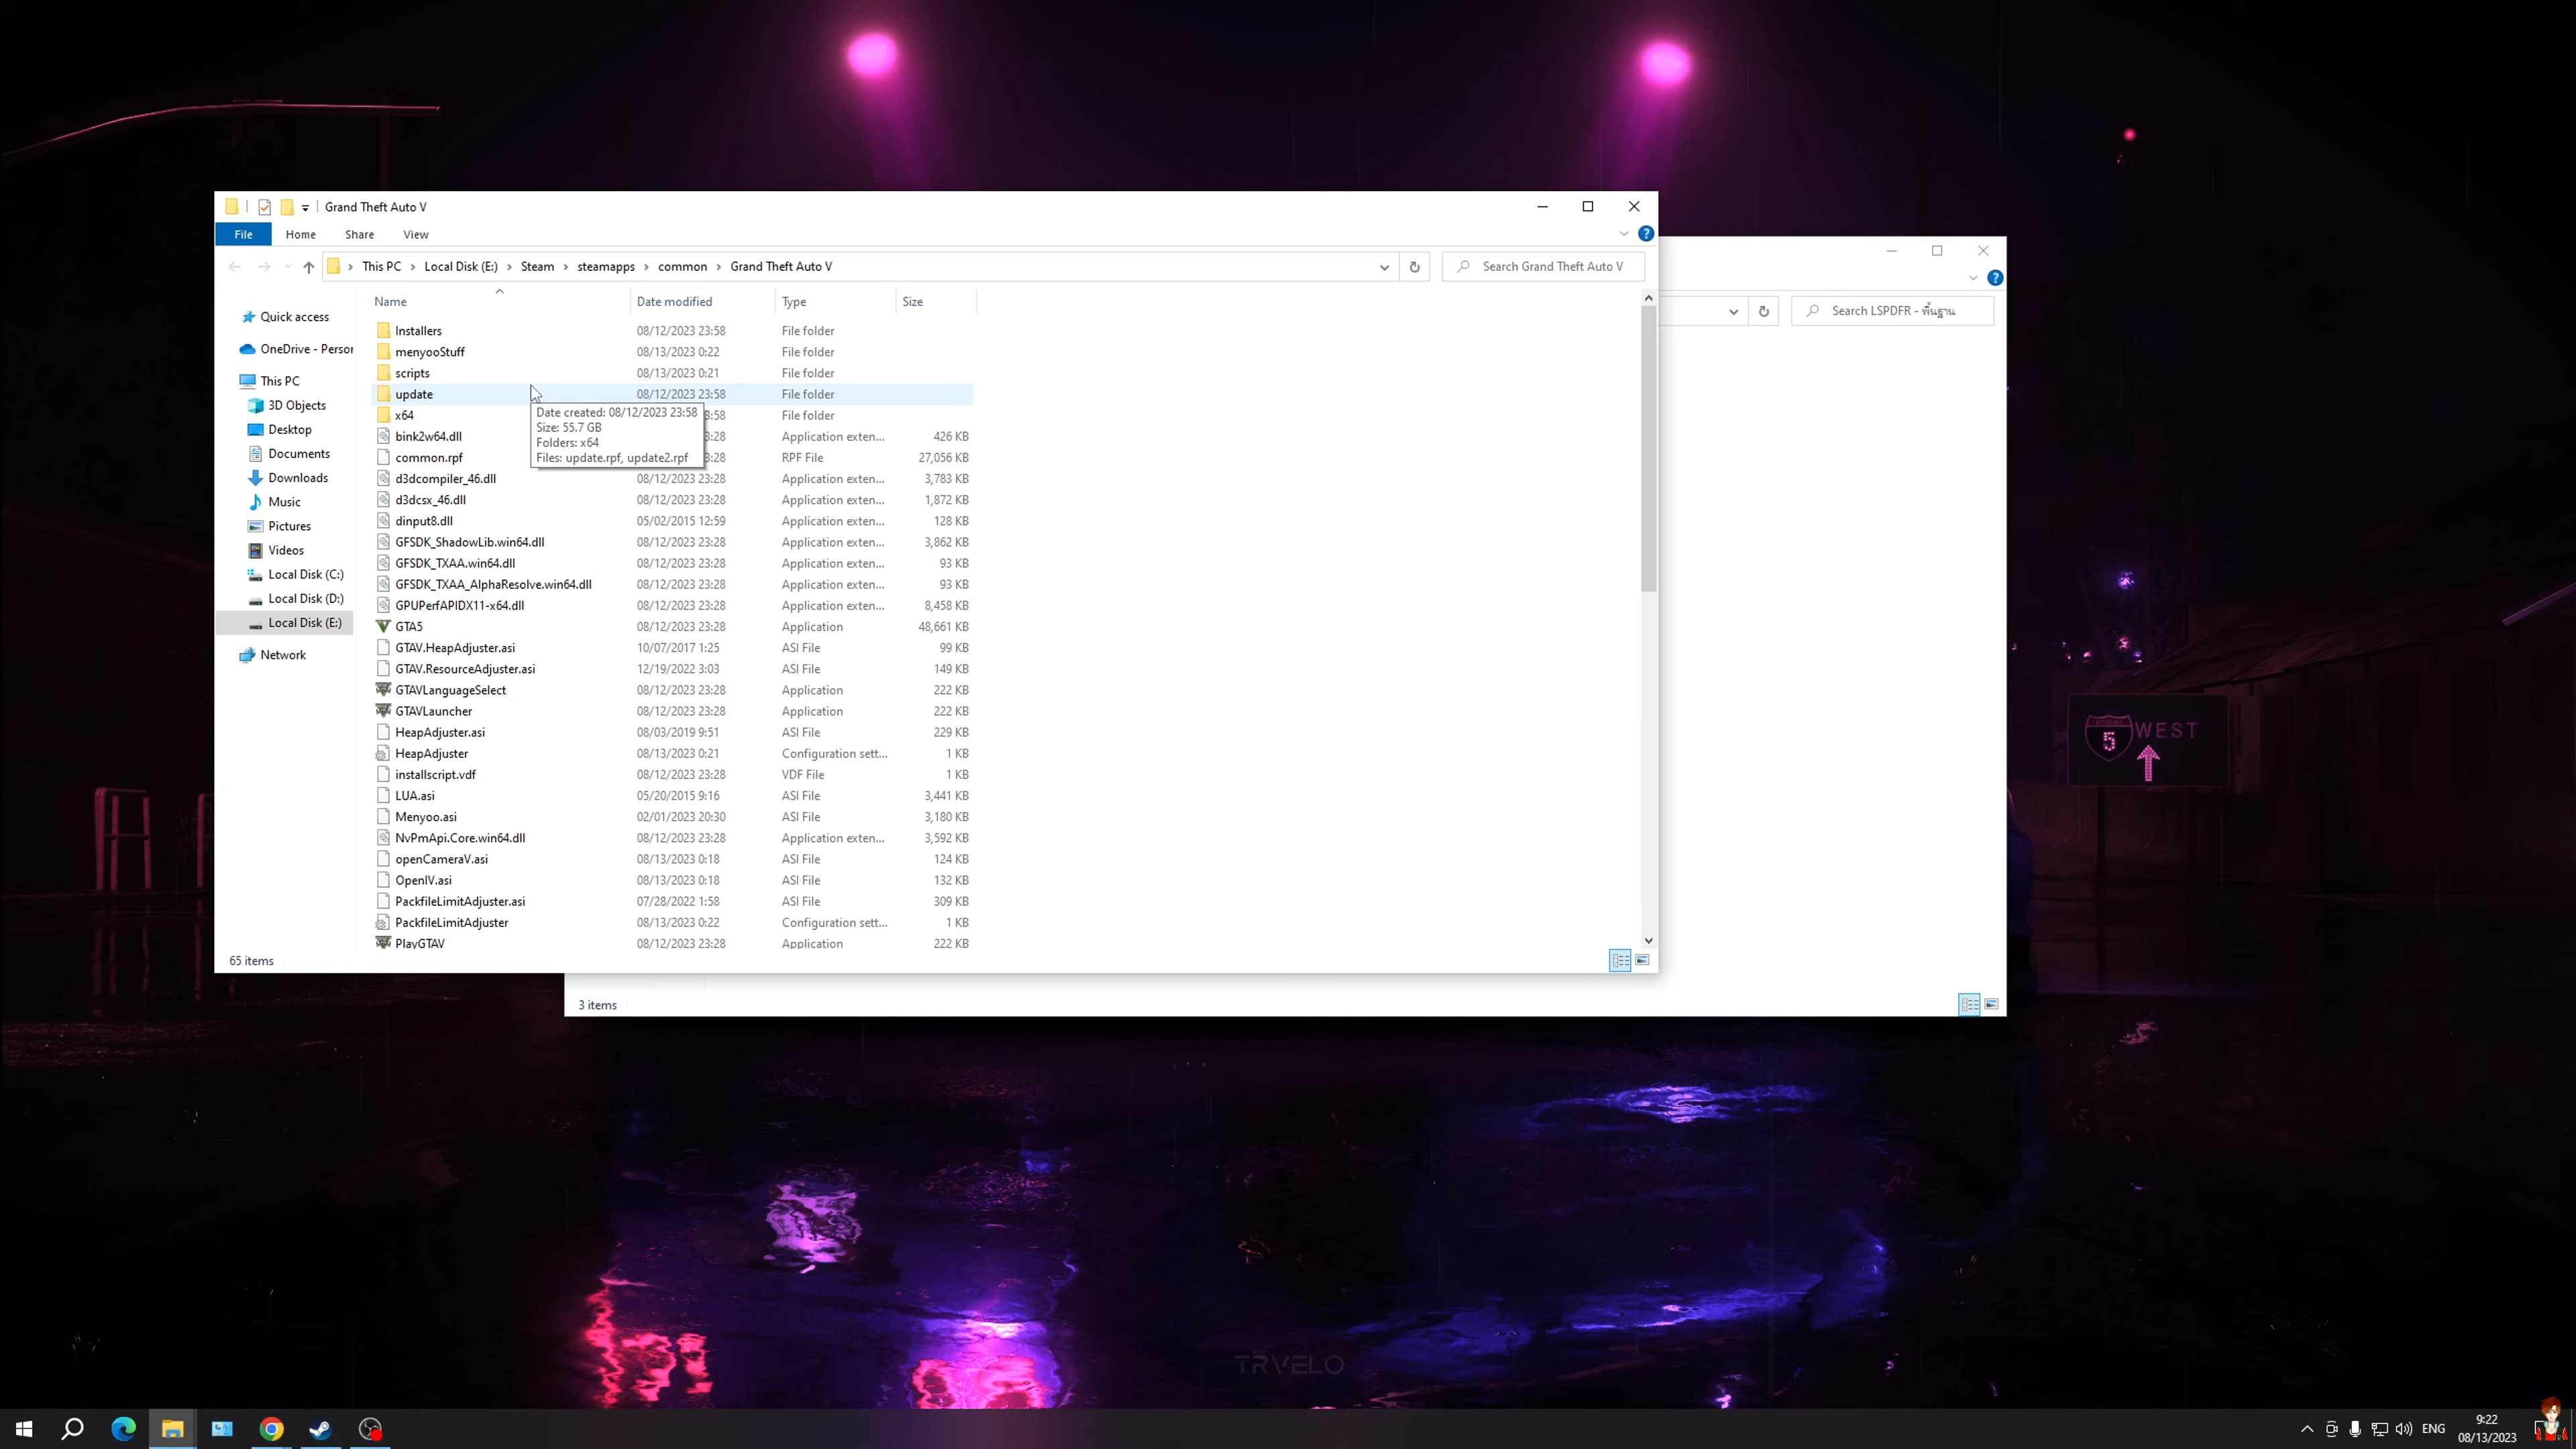 Grand Theft Auto V
File Home Share View
This PC Local Disk (E:) Steam steamapps common Grand Theft Auto V
Search Grand Theft Auto V
Search LSPDFR - พื้นฐาน
Quick access
OneDrive - Person
This PC
3D Objects
Desktop
Documents
Downloads
Music
Pictures
Videos
Local Disk (C:)
Local Disk (D:)
Local Disk (E:)
Network
Name Date modified Type Size
Installers 08/12/2023 23:58 File folder
menyooStuff 08/13/2023 0:22 File folder
scripts 08/13/2023 0:21 File folder
update 08/12/2023 23:58 File folder
x64 3:58 File folder
Date created: 08/12/2023 23:58
Size: 55.7 GB
Folders: x64
Files: update.rpf, update2.rpf
bink2w64.dll 3:28 Application exten... 426 KB
common.rpf 3:28 RPF File 27,056 KB
d3dcompiler_46.dll 08/12/2023 23:28 Application exten... 3,783 KB
d3dcsx_46.dll 08/12/2023 23:28 Application exten... 1,872 KB
dinput8.dll 05/02/2015 12:59 Application exten... 128 KB
GFSDK_ShadowLib.win64.dll 08/12/2023 23:28 Application exten... 3,862 KB
GFSDK_TXAA.win64.dll 08/12/2023 23:28 Application exten... 93 KB
GFSDK_TXAA_AlphaResolve.win64.dll 08/12/2023 23:28 Application exten... 93 KB
GPUPerfAPIDX11-x64.dll 08/12/2023 23:28 Application exten... 8,458 KB
GTA5 08/12/2023 23:28 Application 48,661 KB
GTAV.HeapAdjuster.asi 10/07/2017 1:25 ASI File 99 KB
GTAV.ResourceAdjuster.asi 12/19/2022 3:03 ASI File 149 KB
GTAVLanguageSelect 08/12/2023 23:28 Application 222 KB
GTAVLauncher 08/12/2023 23:28 Application 222 KB
HeapAdjuster.asi 08/03/2019 9:51 ASI File 229 KB
HeapAdjuster 08/13/2023 0:21 Configuration sett... 1 KB
installscript.vdf 08/12/2023 23:28 VDF File 1 KB
LUA.asi 05/20/2015 9:16 ASI File 3,441 KB
Menyoo.asi 02/01/2023 20:30 ASI File 3,180 KB
NvPmApi.Core.win64.dll 08/12/2023 23:28 Application exten... 3,592 KB
openCameraV.asi 08/13/2023 0:18 ASI File 124 KB
OpenIV.asi 08/13/2023 0:18 ASI File 132 KB
PackfileLimitAdjuster.asi 07/28/2022 1:58 ASI File 309 KB
PackfileLimitAdjuster 08/13/2023 0:22 Configuration sett... 1 KB
PlayGTAV 08/12/2023 23:28 Application 222 KB
65 items
3 items
5 WEST
TRVELO
ENG
9:22
08/13/2023